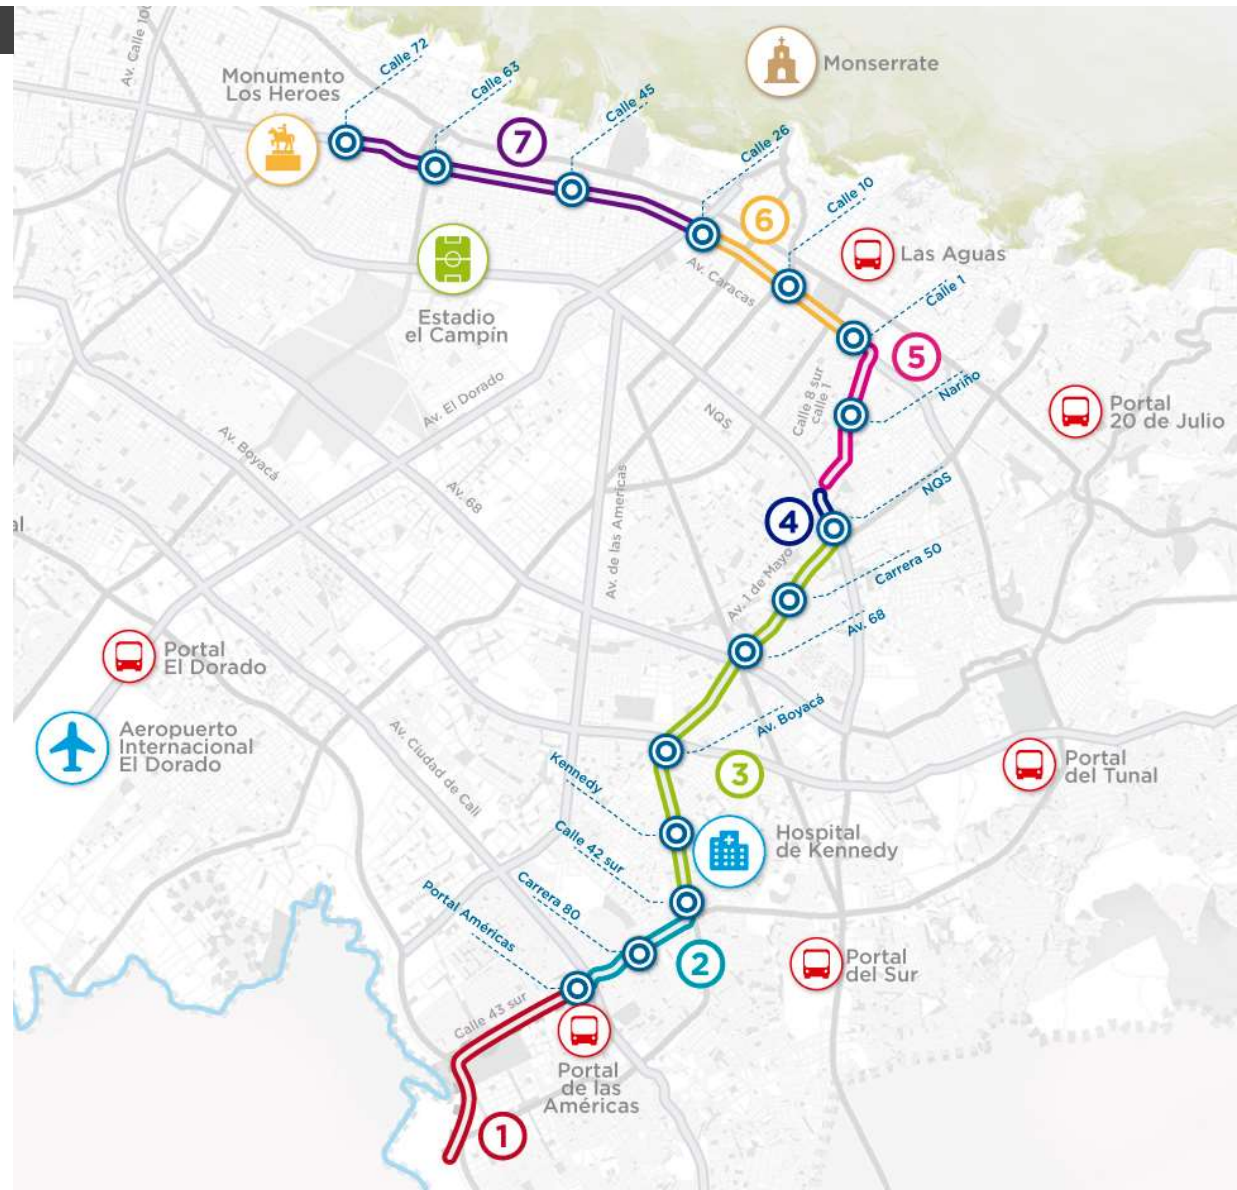 Av. Calle 100
Calle 72
Calle 63
Calle 45
Calle 26
Calle 10
Calle 1
Monumento
Los Heroes
Monserrate
7
6
Las Aguas
Estadio
el Campín
Av. Caracas
5
Nariño
Calle 8 sur
calle 1
Portal
20 de Julio
Av. El Dorado
NQS
Av. Boyacá
Av. 68
Av. de las Americas
4
NQS
Carrera 50
Av. 1 de Mayo
Av. 68
Portal
El Dorado
Aeropuerto
Internacional
El Dorado
Av. Ciudad de Cali
Av. Boyacá
3
Portal
del Tunal
Kennedy
Hospital
de Kennedy
Calle 42 sur
Carrera 80
Portal Américas
2
Portal
del Sur
Calle 43 sur
Portal
de las
Américas
1